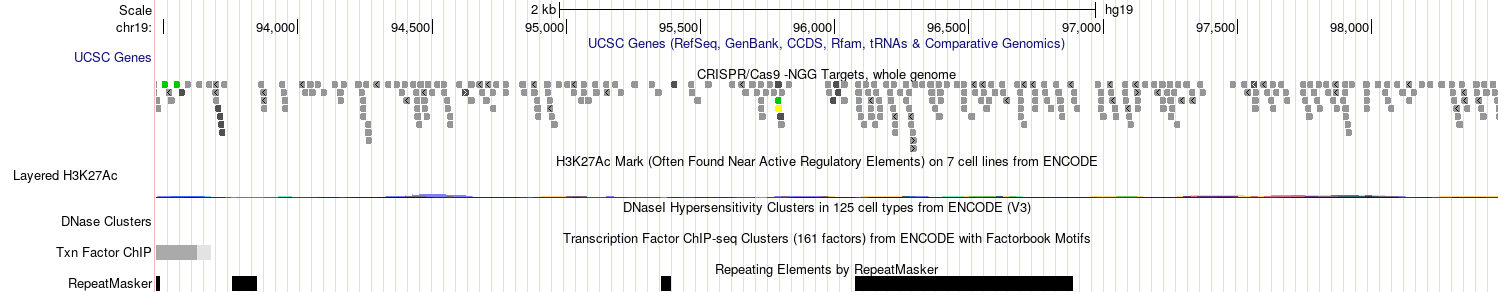 Scale 2 kb hg19
chr19: 94,000 94,500 95,000 95,500 96,000 96,500 97,000 97,500 98,000
UCSC Genes (RefSeq, GenBank, CCDS, Rfam, tRNAs & Comparative Genomics)
UCSC Genes
CRISPR/Cas9 -NGG Targets, whole genome
H3K27Ac Mark (Often Found Near Active Regulatory Elements) on 7 cell lines from ENCODE
Layered H3K27Ac
DNaseI Hypersensitivity Clusters in 125 cell types from ENCODE (V3)
DNase Clusters
Transcription Factor ChIP-seq Clusters (161 factors) from ENCODE with Factorbook Motifs
Txn Factor ChIP
Repeating Elements by RepeatMasker
RepeatMasker